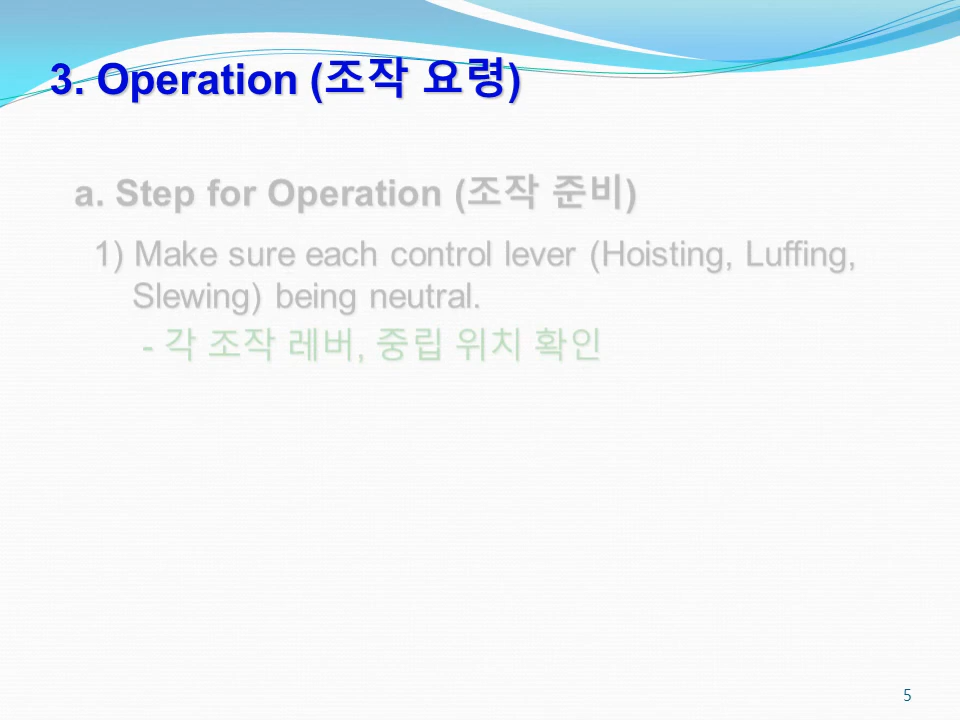 3. Operation (조작 요령)
a. Step for Operation (조작 준비)
1) Make sure each control lever (Hoisting, Luffing,
Slewing) being neutral.
- 각 조작 레버, 중립 위치 확인
5